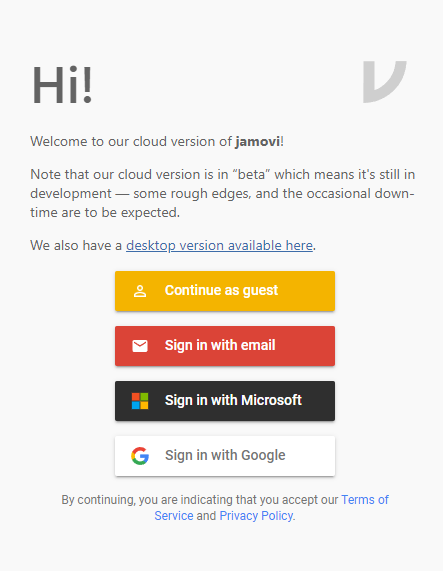 Hi!
Welcome to our cloud version of jamovi!
Note that our cloud version is in “beta” which means it's still in
development — some rough edges, and the occasional down-
time are to be expected.
We also have a desktop version available here.
Continue as guest
Sign in with email
Sign in with Microsoft
Sign in with Google
By continuing, you are indicating that you accept our Terms of
Service and Privacy Policy.